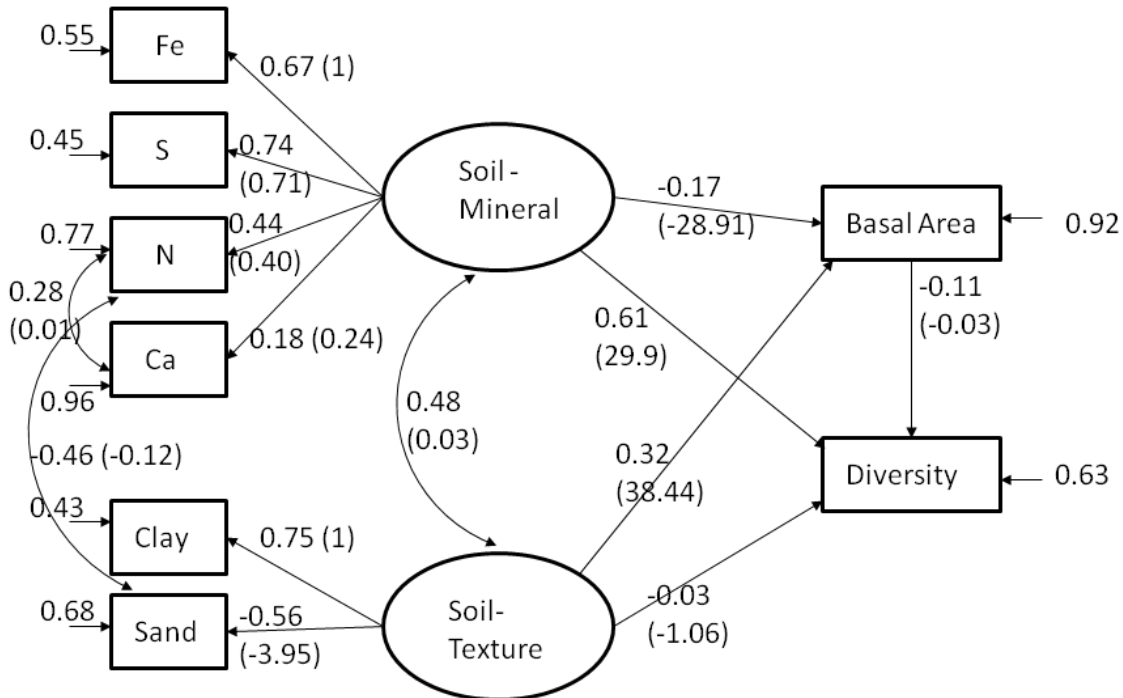 0.55
Fe
0.67 (1)
0.45
S
0.74
(0.71)
Soil -
Mineral
-0.17
(-28.91)
Basal Area
0.92
0.77
N
0.44
(0.40)
0.28
(0.01)
Ca
0.18 (0.24)
0.96
0.61
(29.9)
-0.11
(-0.03)
0.48
(0.03)
-0.46 (-0.12)
0.32
(38.44)
Diversity
0.63
0.43
Clay
0.75 (1)
0.68
Sand
-0.56
(-3.95)
Soil-
Texture
-0.03
(-1.06)